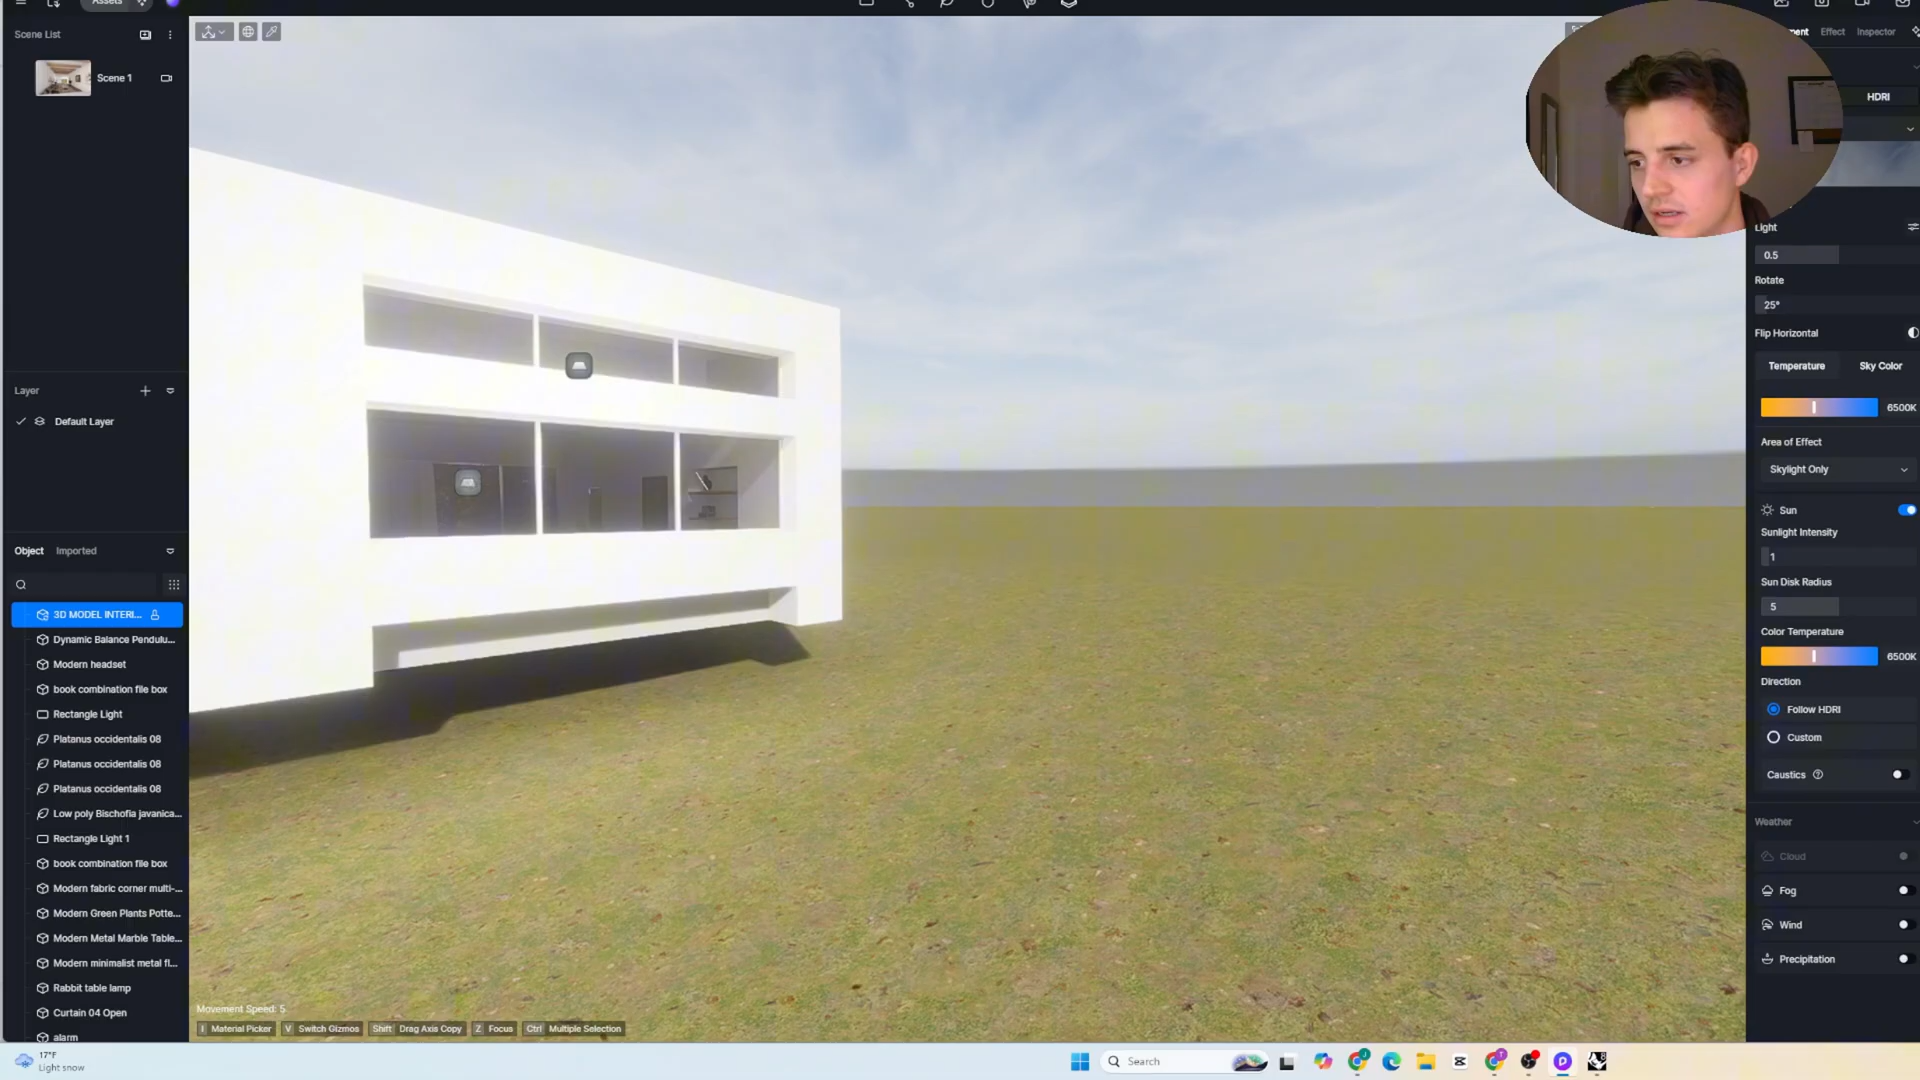 Assets
Scene List
Scene 1
Layer
Default Layer
Object Imported
3D MODEL INTERI...
Dynamic Balance Pendulu...
Modern headset
book combination file box
Rectangle Light
Platanus occidentalis 08
Platanus occidentalis 08
Platanus occidentalis 08
Low poly Bischofia javanica...
Rectangle Light 1
book combination file box
Modern fabric corner multi-...
Modern Green Plants Potte...
Modern Metal Marble Table...
Modern minimalist metal fl...
Rabbit table lamp
Curtain 04 Open
alarm
Movement Speed: 5
I Material Picker V Switch Gizmos Shift Drag Axis Copy Z Focus Ctrl Multiple Selection
Effect Inspector
HDRI
Light
0.5
Rotate
25°
Flip Horizontal
Temperature Sky Color
6500K
Area of Effect
Skylight Only
Sun
Sunlight Intensity
1
Sun Disk Radius
5
Color Temperature
6500K
Direction
Follow HDRI
Custom
Caustics
Weather
Cloud
Fog
Wind
Precipitation
17°F
Light snow
Search